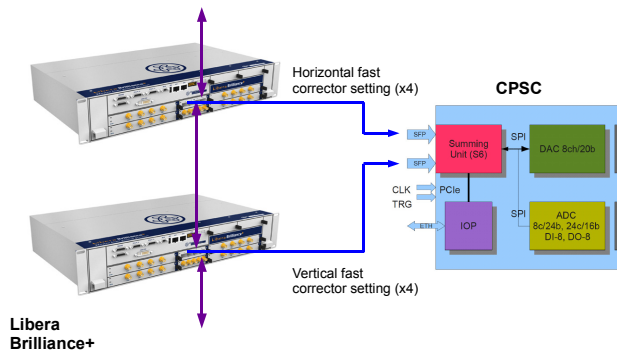 Horizontal fast
corrector setting (x4)
CPSC
SFP
Summing
Unit (S6)
SPI
DAC 8ch/20b
SFP
CLK
PCIe
TRG
ETH
IOP
SPI
ADC
8c/24b, 24c/16b
DI-8, DO-8
Vertical fast
corrector setting (x4)
Libera
Brilliance+